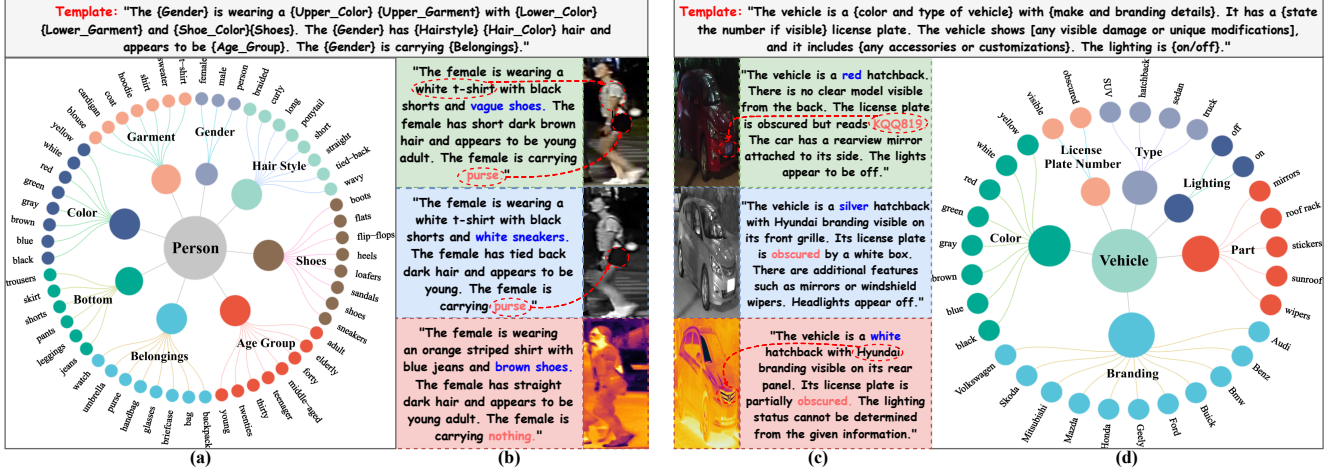 Template: "The {Gender} is wearing a {Upper_Color} {Upper_Garment} with {Lower_Color}
{Lower_Garment} and {Shoe_Color}{Shoes}. The {Gender} has {Hairstyle} {Hair_Color} hair and
appears to be {Age_Group}. The {Gender} is carrying {Belongings}."
Person
Garment
blouse
cardigan
coat
hoodie
shirt
sweater
t-shirt
Gender
female
male
person
Hair Style
braided
curly
long
ponytail
short
straight
tied-back
wavy
Shoes
boots
flats
flip-flops
heels
loafers
sandals
shoes
sneakers
Age Group
adult
elderly
forty
middle-aged
teenager
thirty
twenties
young
Belongings
backpack
bag
briefcase
glasses
handbag
purse
umbrella
watch
Bottom
jeans
leggings
pants
shorts
skirt
trousers
Color
black
blue
brown
gray
green
red
white
yellow
(a)
"The female is wearing a
white t-shirt with black
shorts and vague shoes. The
female has short dark brown
hair and appears to be young
adult. The female is carrying
purse."
"The female is wearing a
white t-shirt with black
shorts and white sneakers.
The female has tied back
dark hair and appears to be
young. The female is
carrying purse."
"The female is wearing
an orange striped shirt with
blue jeans and brown shoes.
The female has straight
dark hair and appears to be
young adult. The female is
carrying nothing."
(b)
Template: "The vehicle is a {color and type of vehicle} with {make and branding details}. It has a {state
the number if visible} license plate. The vehicle shows [any visible damage or unique modifications],
and it includes {any accessories or customizations}. The lighting is {on/off}."
"The vehicle is a red hatchback.
There is no clear model visible
from the back. The license plate
is obscured but reads KQQ819.
The car has a rearview mirror
attached to its side. The lights
appear to be off."
"The vehicle is a silver hatchback
with Hyundai branding visible on
its front grille. Its license plate
is obscured by a white box.
There are additional features
such as mirrors or windshield
wipers. Headlights appear off."
"The vehicle is a white
hatchback with Hyundai
branding visible on its rear
panel. Its license plate is
partially obscured. The lighting
status cannot be determined
from the given information."
(c)
Vehicle
License
Plate Number
visible
obscured
Type
SUV
hatchback
sedan
truck
Lighting
off
on
Part
mirrors
roof rack
stickers
sunroof
wipers
Branding
Audi
Benz
Bmw
Buick
Ford
Geely
Honda
Mazda
Mitsubishi
Skoda
Volkswagen
Color
black
blue
brown
gray
green
red
white
yellow
(d)